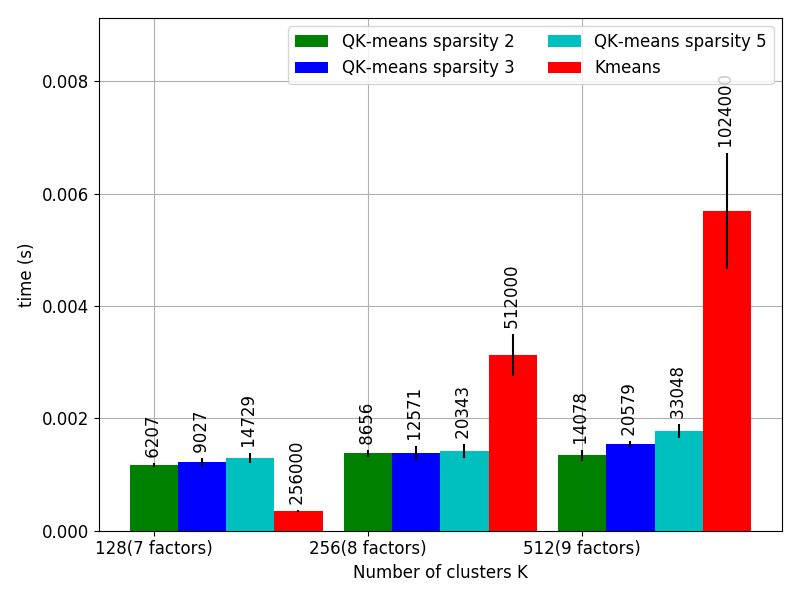 QK-means sparsity 2
QK-means sparsity 3
QK-means sparsity 5
Kmeans
0.008
0.006
0.004
0.002
0.000
time (s)
6207
9027
14729
256000
8656
12571
20343
512000
14078
20579
33048
1024000
128(7 factors)
256(8 factors)
512(9 factors)
Number of clusters K